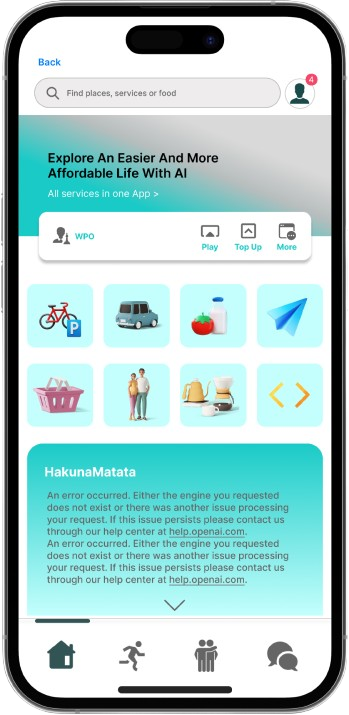 Back
Find places, services or food
4
Explore An Easier And More
Affordable Life With AI
All services in one App >
WPO
Play
Top Up
More
P
HakunaMatata
An error occurred. Either the engine you requested
does not exist or there was another issue processing
your request. If this issue persists please contact us
through our help center at help.openai.com.
An error occurred. Either the engine you requested
does not exist or there was another issue processing
your request. If this issue persists please contact us
through our help center at help.openai.com.